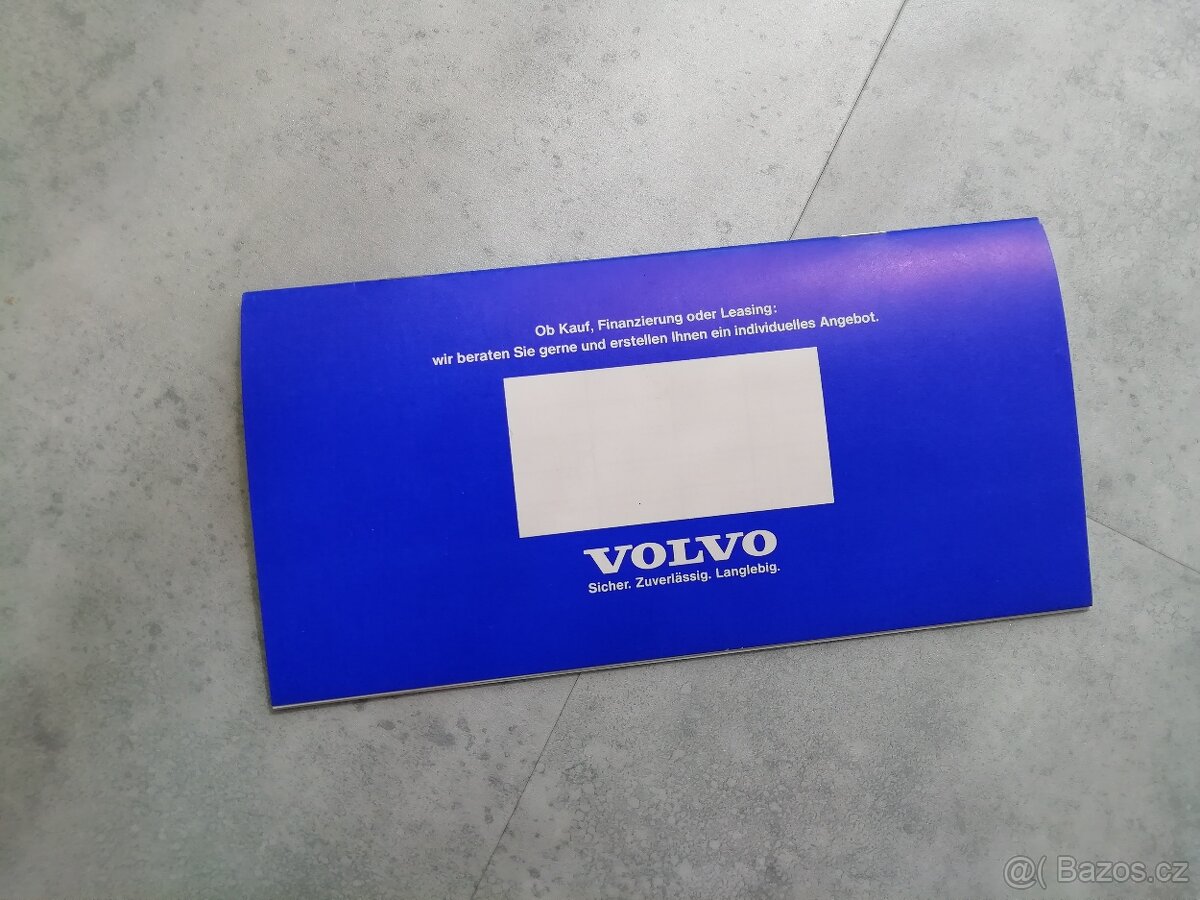 Ob Kauf, Finanzierung oder Leasing:
wir beraten Sie gerne und erstellen Ihnen ein individuelles Angebot.
VOLVO
Sicher. Zuverlässig. Langlebig.
@( Bazos.cz